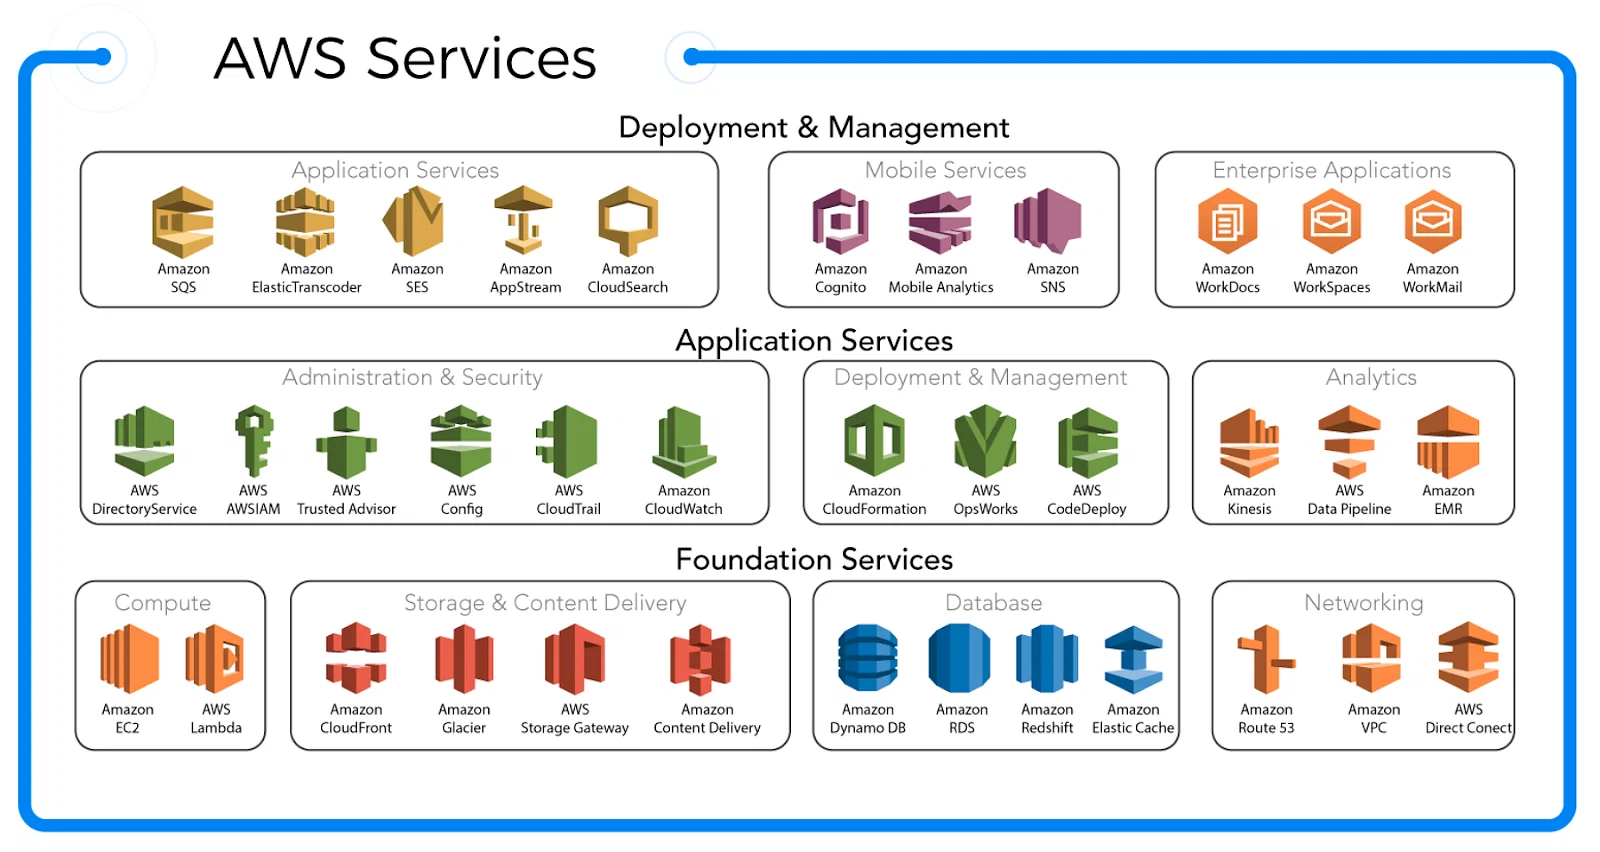 AWS Services
Deployment & Management
Application Services
Amazon
SQS
Amazon
ElasticTranscoder
Amazon
SES
Amazon
AppStream
Amazon
CloudSearch
Mobile Services
Amazon
Cognito
Amazon
Mobile Analytics
Amazon
SNS
Enterprise Applications
Amazon
WorkDocs
Amazon
WorkSpaces
Amazon
WorkMail
Application Services
Administration & Security
AWS
DirectoryService
AWS
AWSIAM
AWS
Trusted Advisor
AWS
Config
AWS
CloudTrail
Amazon
CloudWatch
Deployment & Management
Amazon
CloudFormation
AWS
OpsWorks
AWS
CodeDeploy
Analytics
Amazon
Kinesis
AWS
Data Pipeline
Amazon
EMR
Foundation Services
Compute
Amazon
EC2
AWS
Lambda
Storage & Content Delivery
Amazon
CloudFront
Amazon
Glacier
AWS
Storage Gateway
Amazon
Content Delivery
Database
Amazon
Dynamo DB
Amazon
RDS
Amazon
Redshift
Amazon
Elastic Cache
Networking
Amazon
Route 53
Amazon
VPC
AWS
Direct Conect